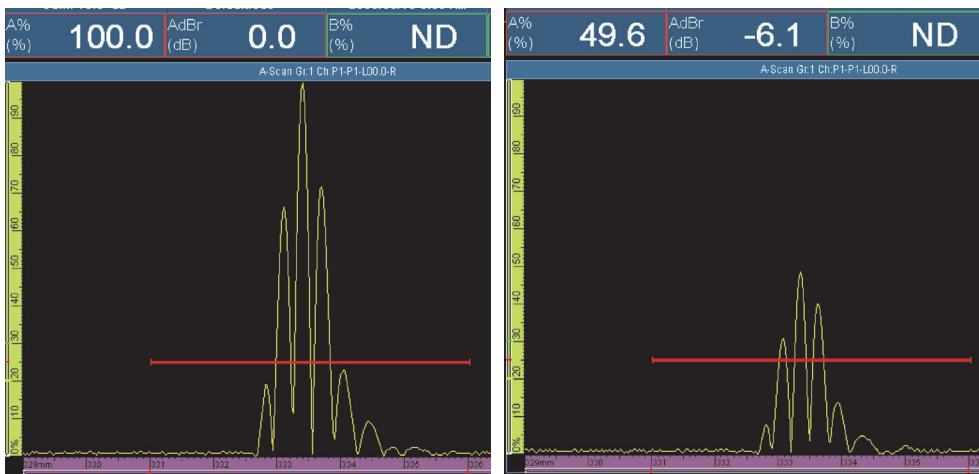 A%
(%)
100.0
AdBr
(dB)
0.0
B%
(%)
ND
A-Scan Gr.1 Ch.P1-P1-L00.0-R
90
80
70
60
50
40
30
20
10
0%
329mm
330
331
332
333
334
335
336
A%
(%)
49.6
AdBr
(dB)
-6.1
B%
(%)
ND
A-Scan Gr.1 Ch.P1-P1-L00.0-R
90
80
70
60
50
40
30
20
10
0%
329mm
330
331
332
333
334
335